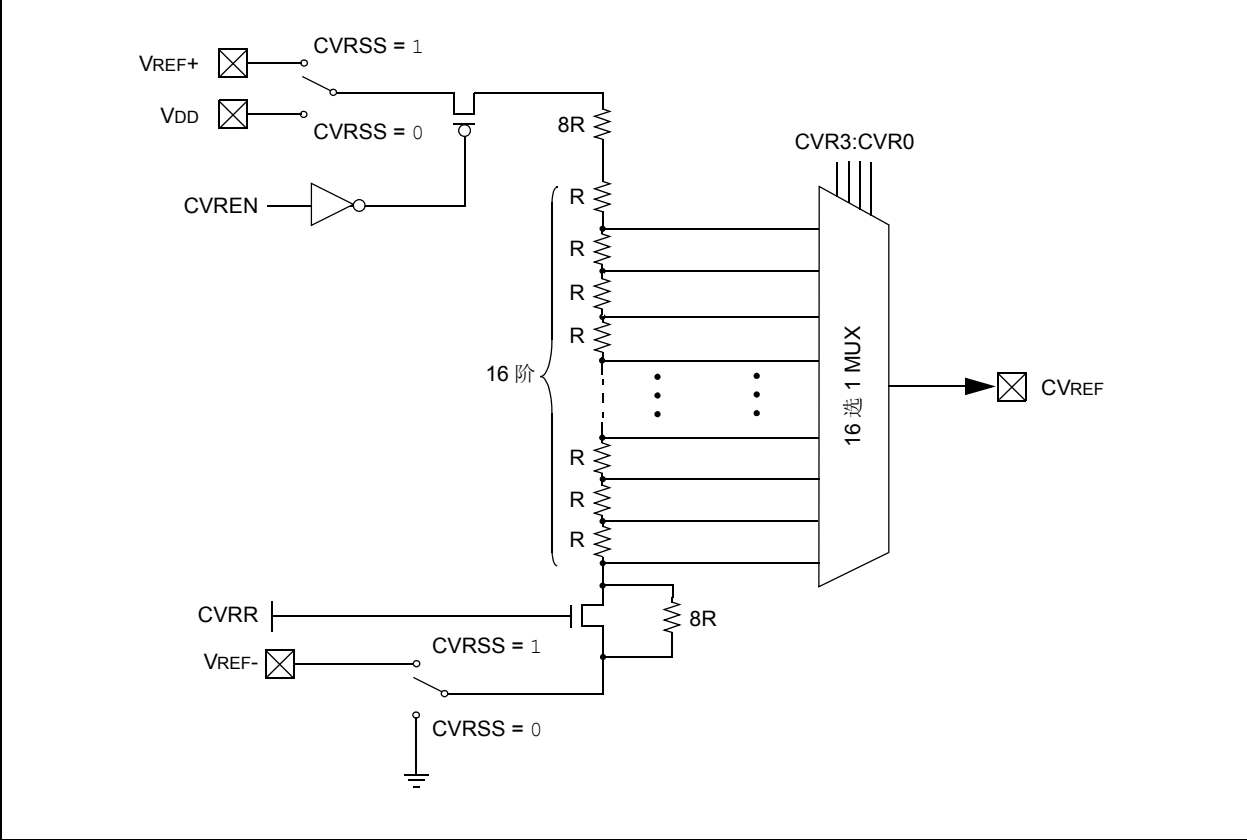 CVRSS = 1
VREF+
VDD
CVRSS = 0
8R
CVR3:CVR0
CVREN
R
R
R
R
16 阶
16 选 1 MUX
CVREF
R
R
R
CVRR
8R
CVRSS = 1
VREF-
CVRSS = 0